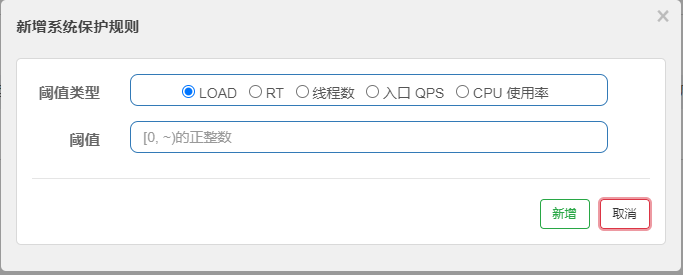 新增系统保护规则
×
阈值类型 LOAD RT 线程数 入口 QPS CPU 使用率
阈值 [0, ~)的正整数
新增 取消